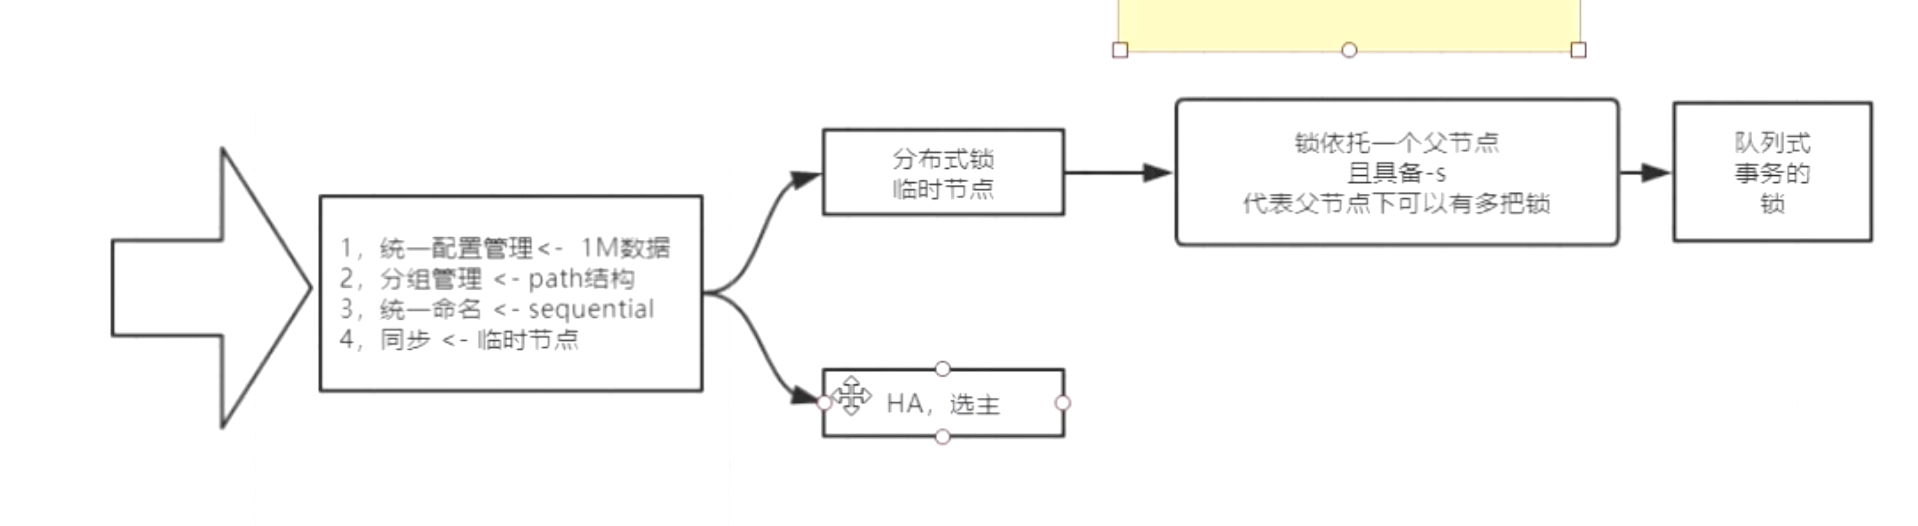 1，统一配置管理<- 1M数据
2，分组管理 <- path结构
3，统一命名 <- sequential
4，同步 <- 临时节点
分布式锁
临时节点
锁依托一个父节点
且具备-s
代表父节点下可以有多把锁
队列式
事务的
锁
HA，选主